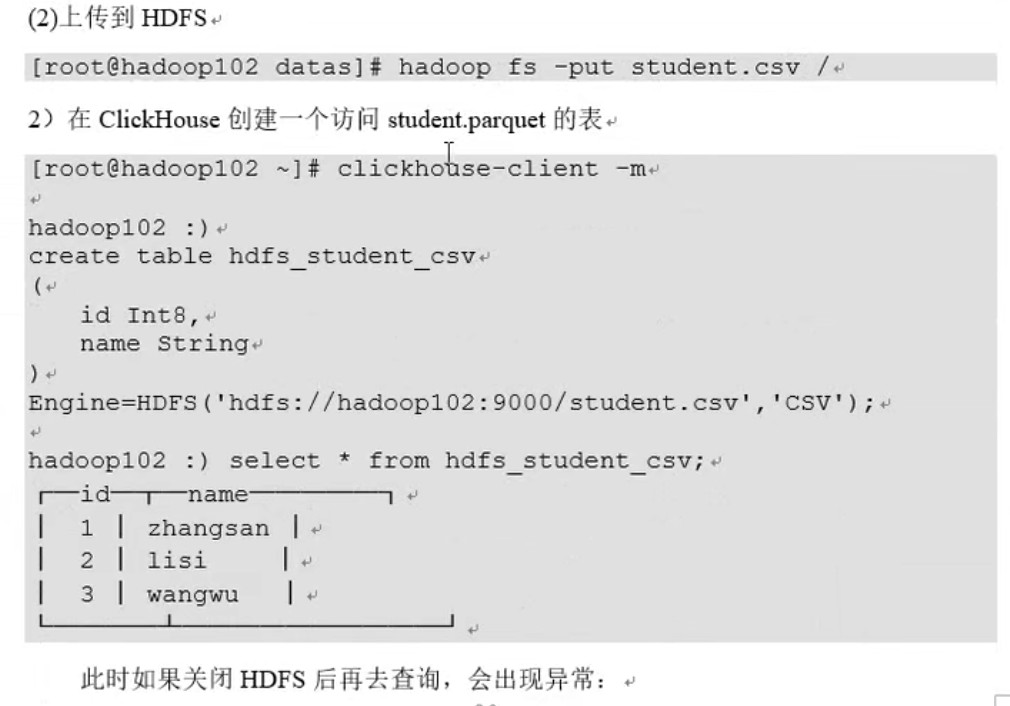 (2)上传到 HDFS
[root@hadoop102 datas]# hadoop fs -put student.csv /
2）在 ClickHouse 创建一个访问 student.parquet 的表
[root@hadoop102 ~]# clickhouse-client -m
hadoop102 :)
create table hdfs_student_csv
(
    id Int8,
    name String
)
Engine=HDFS('hdfs://hadoop102:9000/student.csv','CSV');
hadoop102 :) select * from hdfs_student_csv;
┌──id──┬──name─────────┐
│  1 │ zhangsan │
│  2 │ lisi     │
│  3 │ wangwu   │
└────────┴──────────────────┘
此时如果关闭 HDFS 后再去查询，会出现异常：